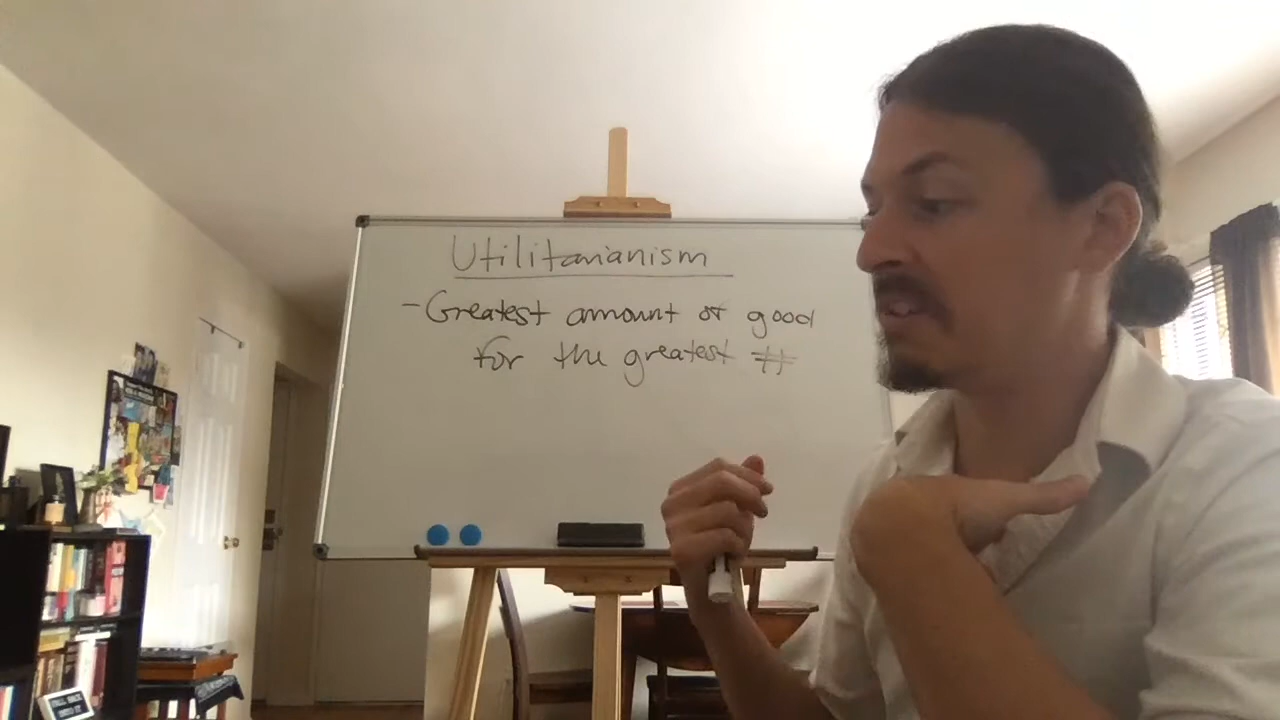 Utilitarianism
- Greatest amount of good
for the greatest #